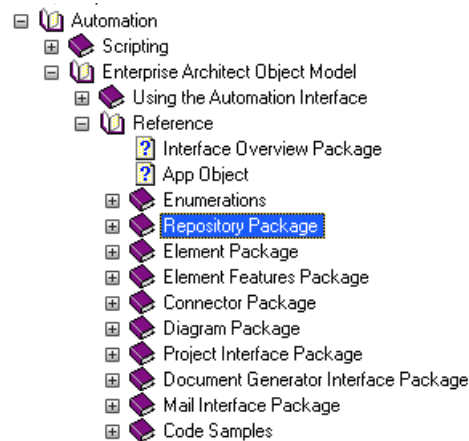 Automation
Scripting
Enterprise Architect Object Model
Using the Automation Interface
Reference
Interface Overview Package
App Object
Enumerations
Repository Package
Element Package
Element Features Package
Connector Package
Diagram Package
Project Interface Package
Document Generator Interface Package
Mail Interface Package
Code Samples